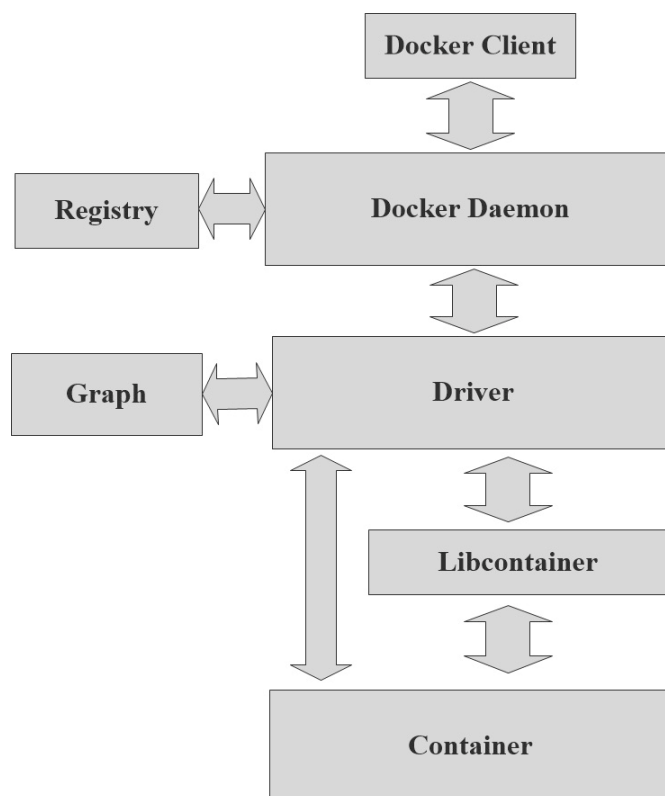 Docker Client
Registry
Docker Daemon
Graph
Driver
Libcontainer
Container